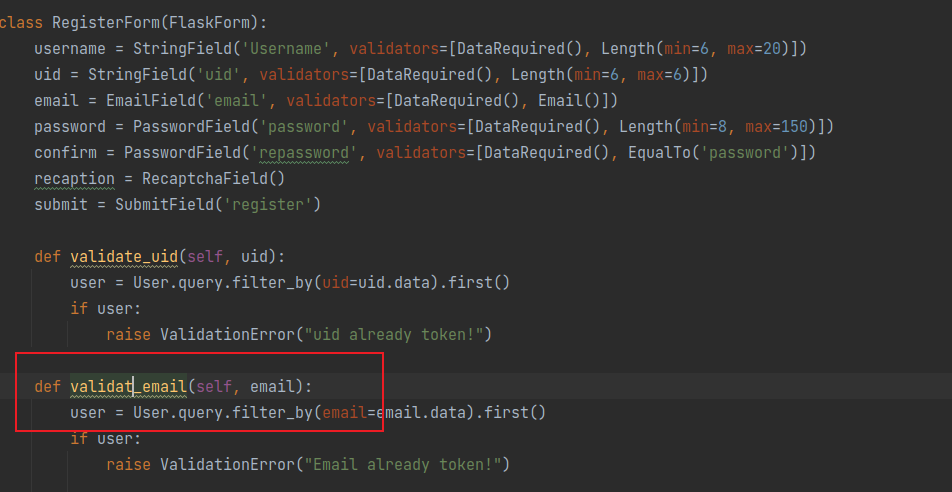 class RegisterForm(FlaskForm):
    username = StringField('Username', validators=[DataRequired(), Length(min=6, max=20)])
    uid = StringField('uid', validators=[DataRequired(), Length(min=6, max=6)])
    email = EmailField('email', validators=[DataRequired(), Email()])
    password = PasswordField('password', validators=[DataRequired(), Length(min=8, max=150)])
    confirm = PasswordField('repassword', validators=[DataRequired(), EqualTo('password')])
    recaption = RecaptchaField()
    submit = SubmitField('register')
    def validate_uid(self, uid):
        user = User.query.filter_by(uid=uid.data).first()
        if user:
            raise ValidationError("uid already token!")
    def validat_email(self, email):
        user = User.query.filter_by(email=email.data).first()
        if user:
            raise ValidationError("Email already token!")